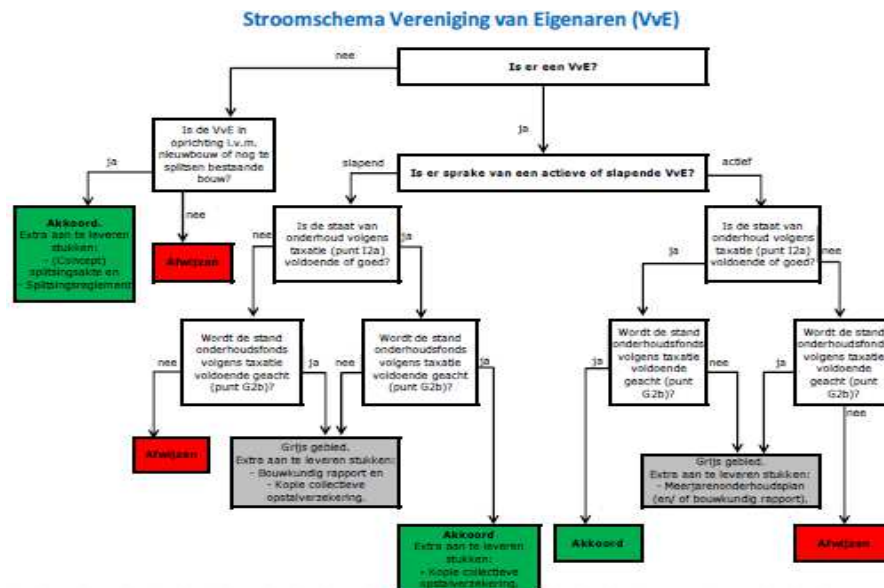 Stroomschema Vereniging van Eigenaren (VvE)
nee
Is er een VvE?
ja
Is de VvE in
oprichting i.v.m.
nieuwbouw of nog te
splitsen bestaande
bouw?
ja
nee
slapend
Is er sprake van een actieve of slapende VvE?
actief
Akkoord.
Extra aan te leveren
stukken:
- (Concept)
splitsingsakte en
- Splitsingsreglement
Afwijzen
Is de staat van
onderhoud volgens
taxatie (punt I2a)
voldoende of goed?
nee
ja
Is de staat van
onderhoud volgens
taxatie (punt I2a)
voldoende of goed?
ja
nee
Wordt de stand
onderhoudsfonds
volgens taxatie
voldoende geacht
(punt G2b)?
nee
ja
Wordt de stand
onderhoudsfonds
volgens taxatie
voldoende geacht
(punt G2b)?
nee
ja
Wordt de stand
onderhoudsfonds
volgens taxatie
voldoende
geacht (punt
G2b)?
ja
nee
Wordt de stand
onderhoudsfonds
volgens taxatie
voldoende
geacht (punt
G2b)?
ja
nee
Afwijzen
Grijs gebied.
Extra aan te leveren stukken:
- Bouwkundig rapport en
- Kopie collectieve
opstalverzekering.
Grijs gebied.
Extra aan te leveren stukken:
- Meerjarenonderhoudsplan
(en/ of bouwkundig rapport).
Akkoord
Extra aan te leveren
stukken:
- Kopie collectieve
opstalverzekering.
Akkoord
Afwijzen